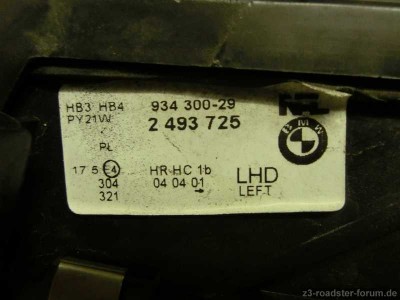 HB3 HB4 934 300-29
PY21W 2 493 725
BMW
PL
17 5 E4 HR HC 1b LHD
304 04 04 01 LEFT
321
z3-roadster-forum.de